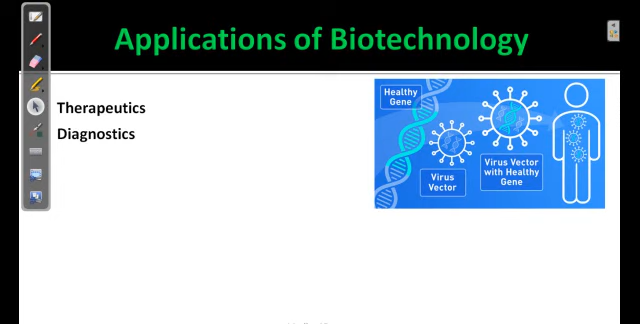 Applications of Biotechnology
Therapeutics
Diagnostics
Healthy
Gene
Virus
Vector
Virus Vector
with Healthy
Gene